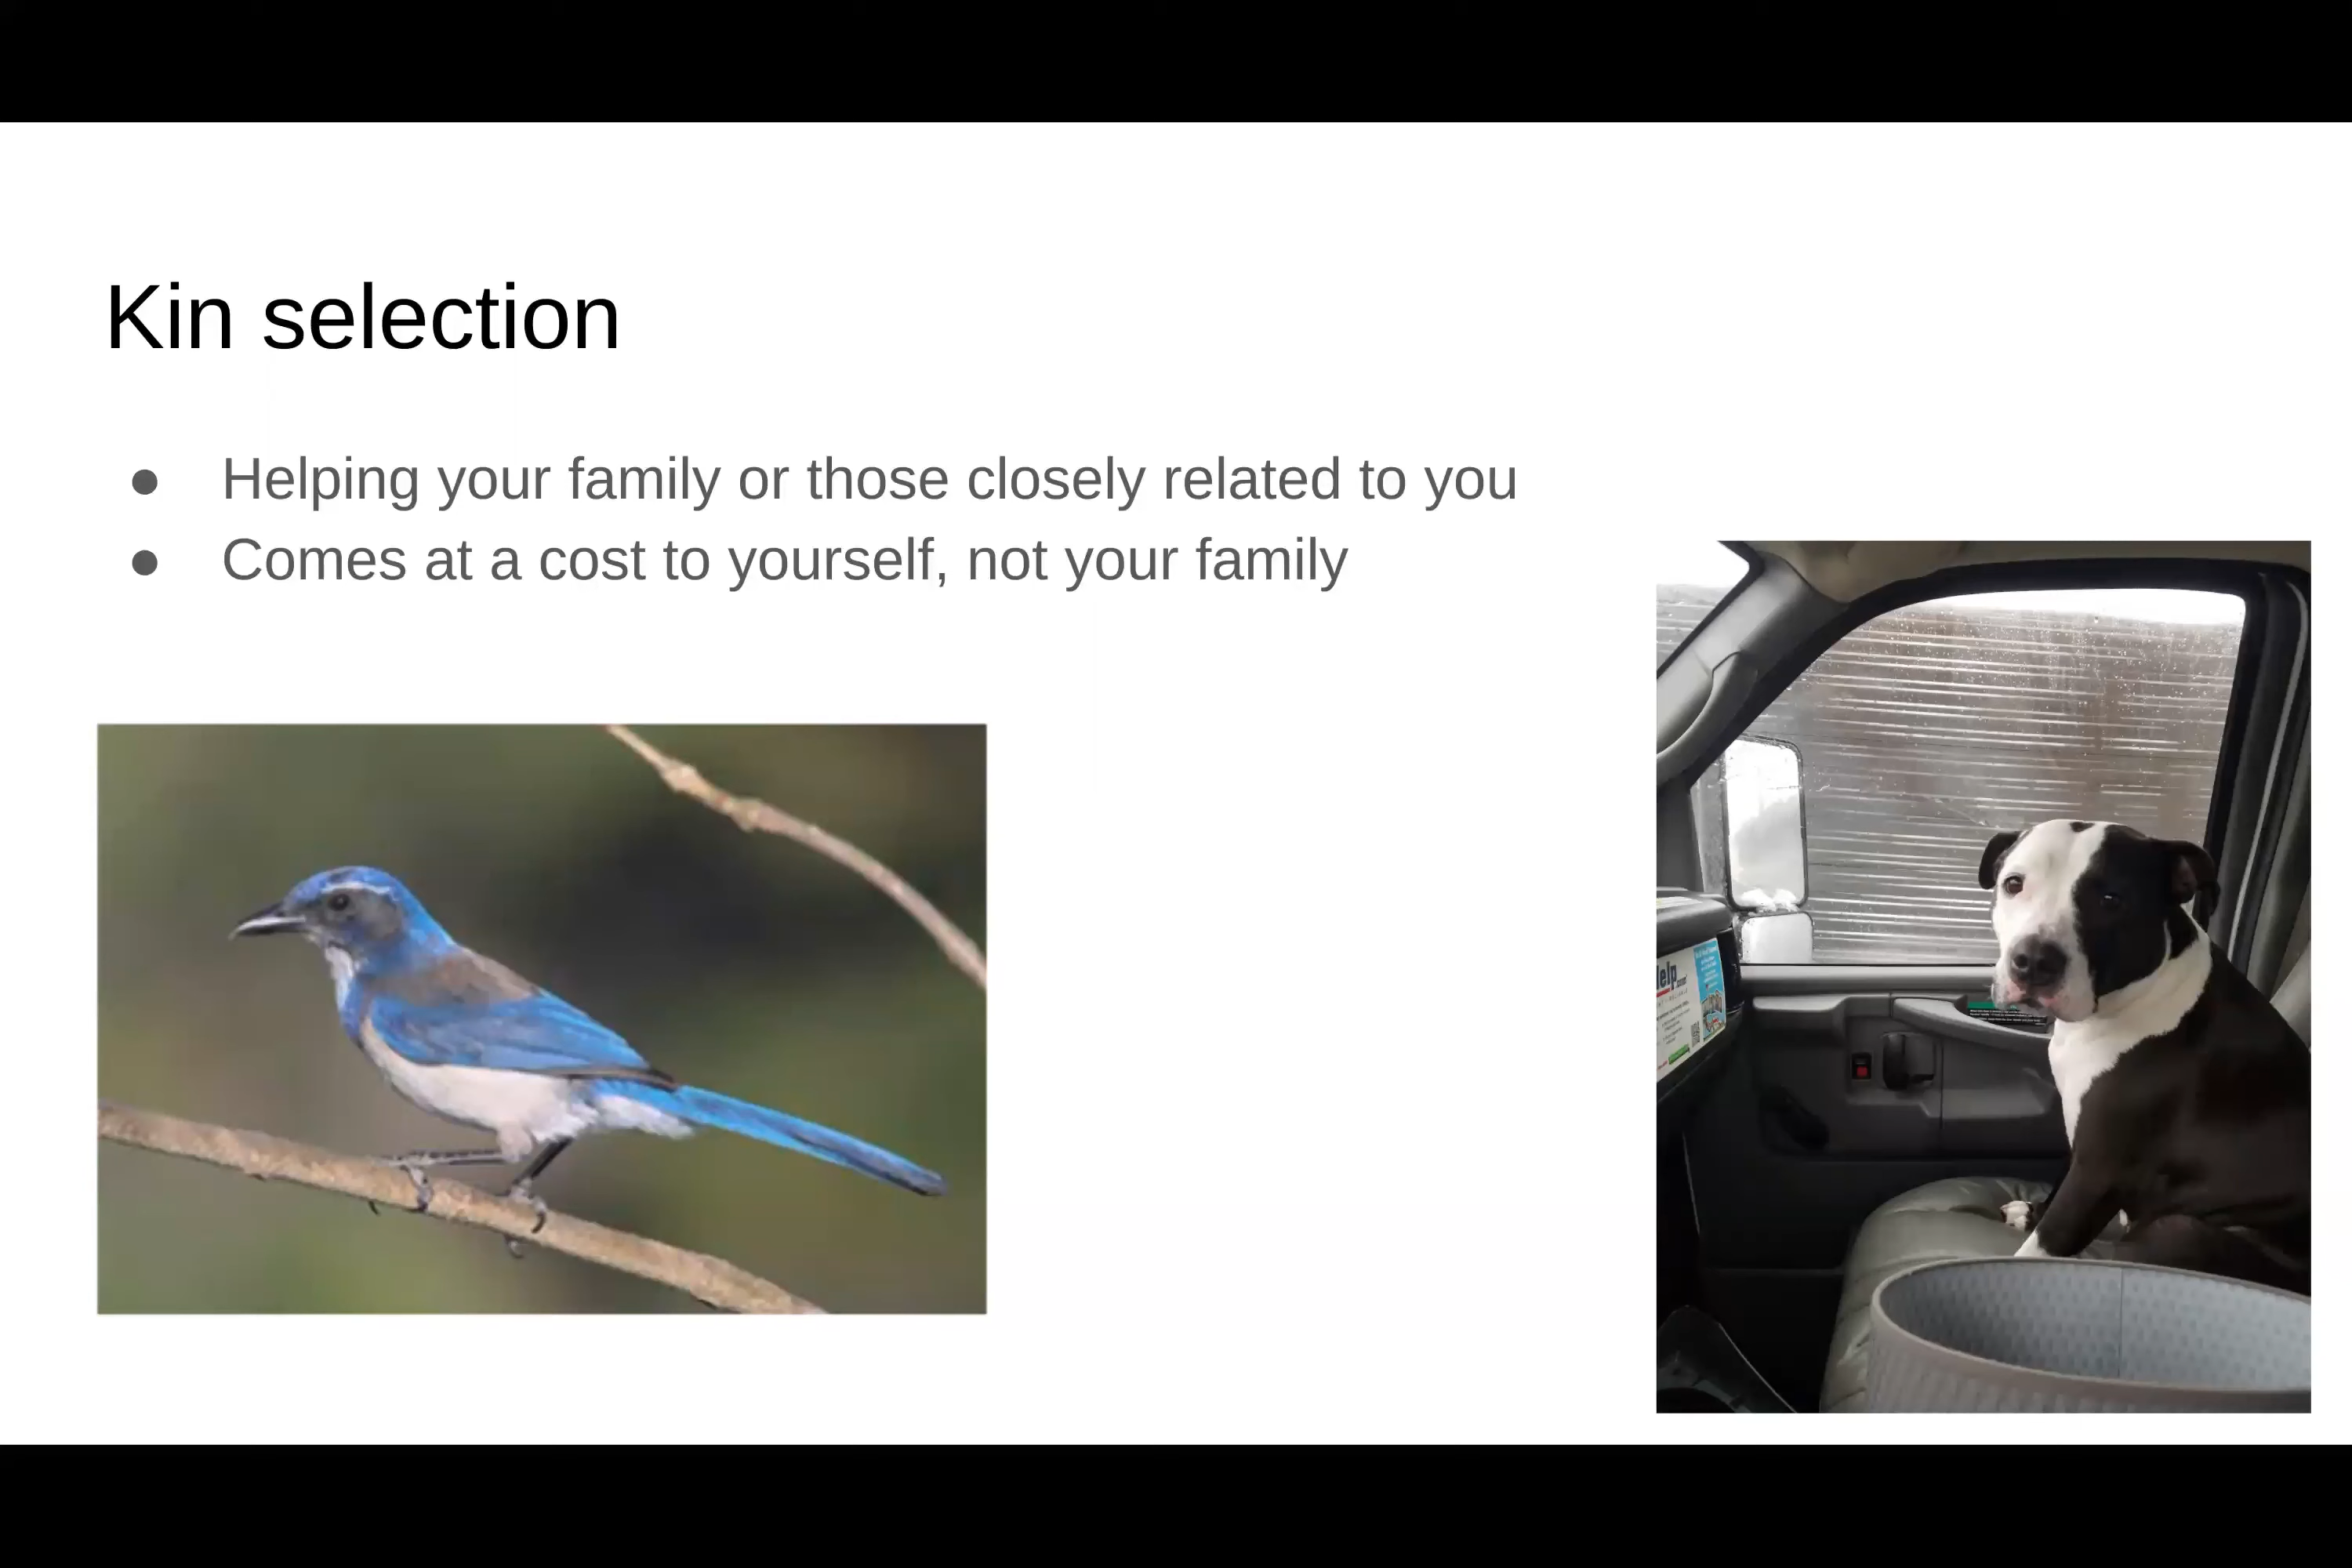 Kin selection
● Helping your family or those closely related to you
● Comes at a cost to yourself, not your family
elp